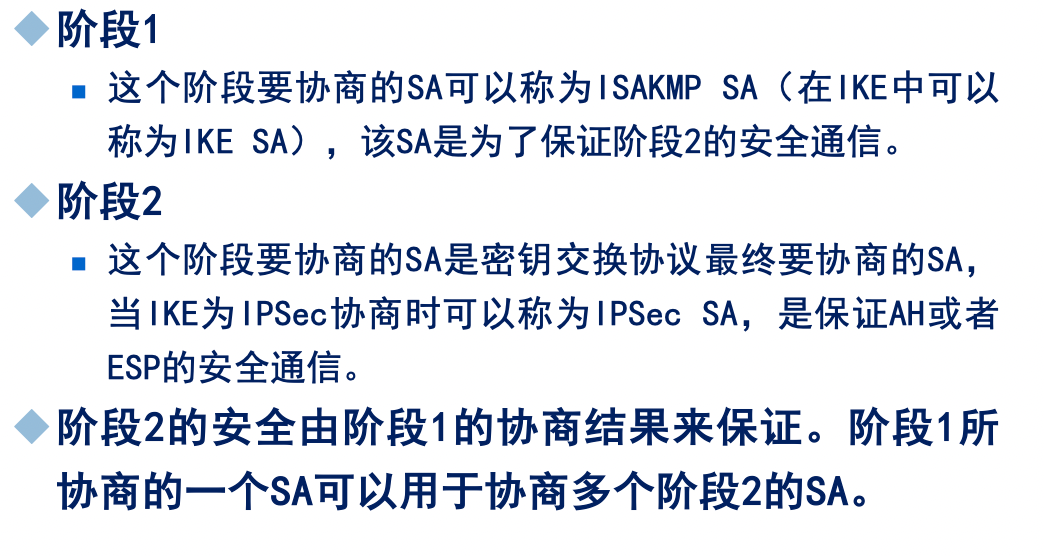 阶段1
这个阶段要协商的SA可以称为ISAKMP SA（在IKE中可以
称为IKE SA），该SA是为了保证阶段2的安全通信。
阶段2
这个阶段要协商的SA是密钥交换协议最终要协商的SA，
当IKE为IPSec协商时可以称为IPSec SA，是保证AH或者
ESP的安全通信。
阶段2的安全由阶段1的协商结果来保证。阶段1所
协商的一个SA可以用于协商多个阶段2的SA。